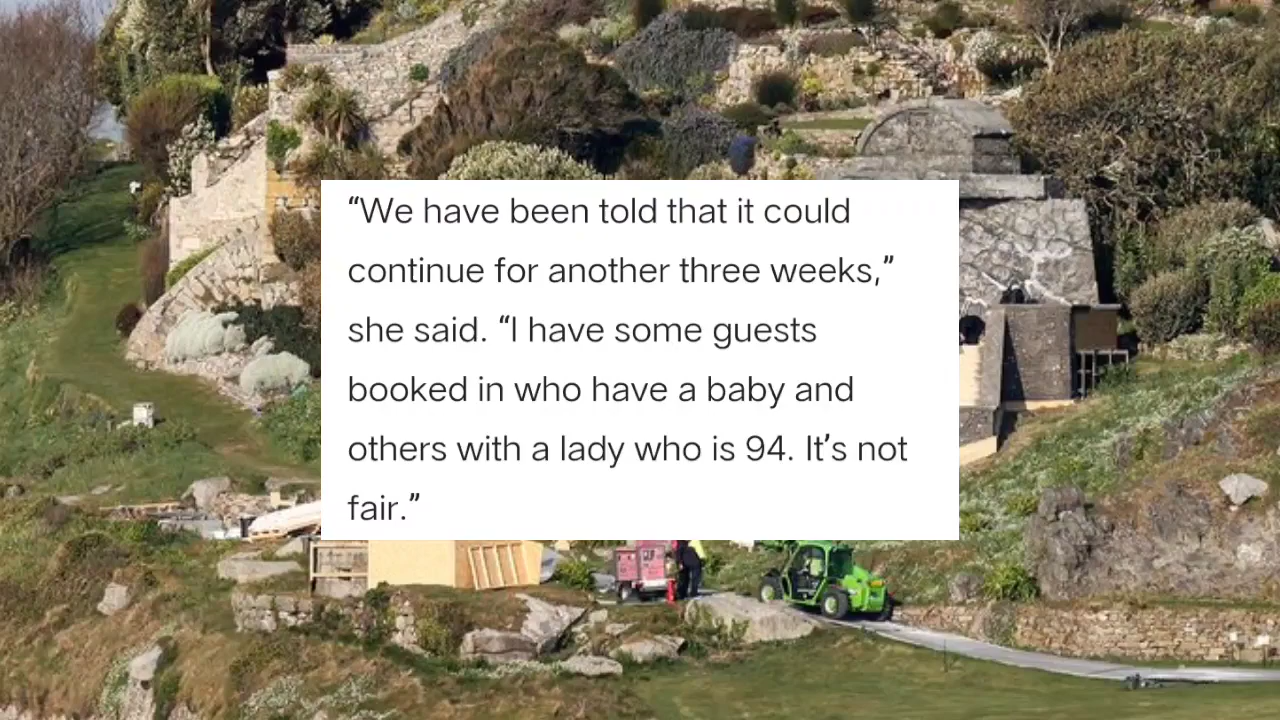 “We have been told that it could
continue for another three weeks,”
she said. “I have some guests
booked in who have a baby and
others with a lady who is 94. It’s not
fair.”